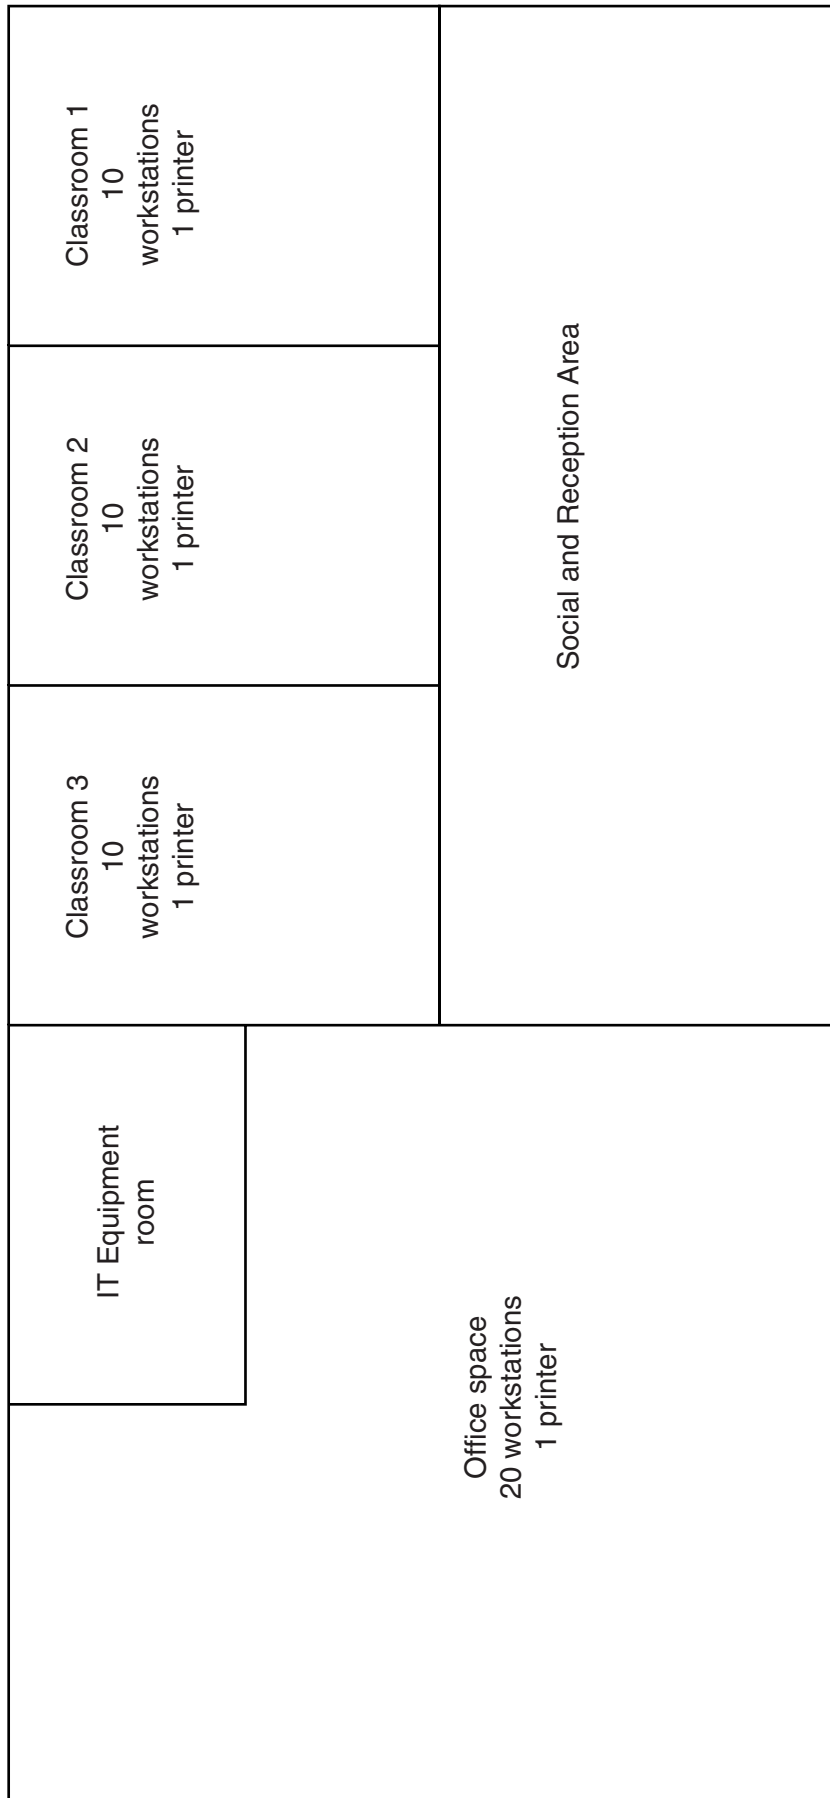 Classroom 1
10
workstations
1 printer
Classroom 2
10
workstations
1 printer
Classroom 3
10
workstations
1 printer
IT Equipment
room
Social and Reception Area
Office space
20 workstations
1 printer